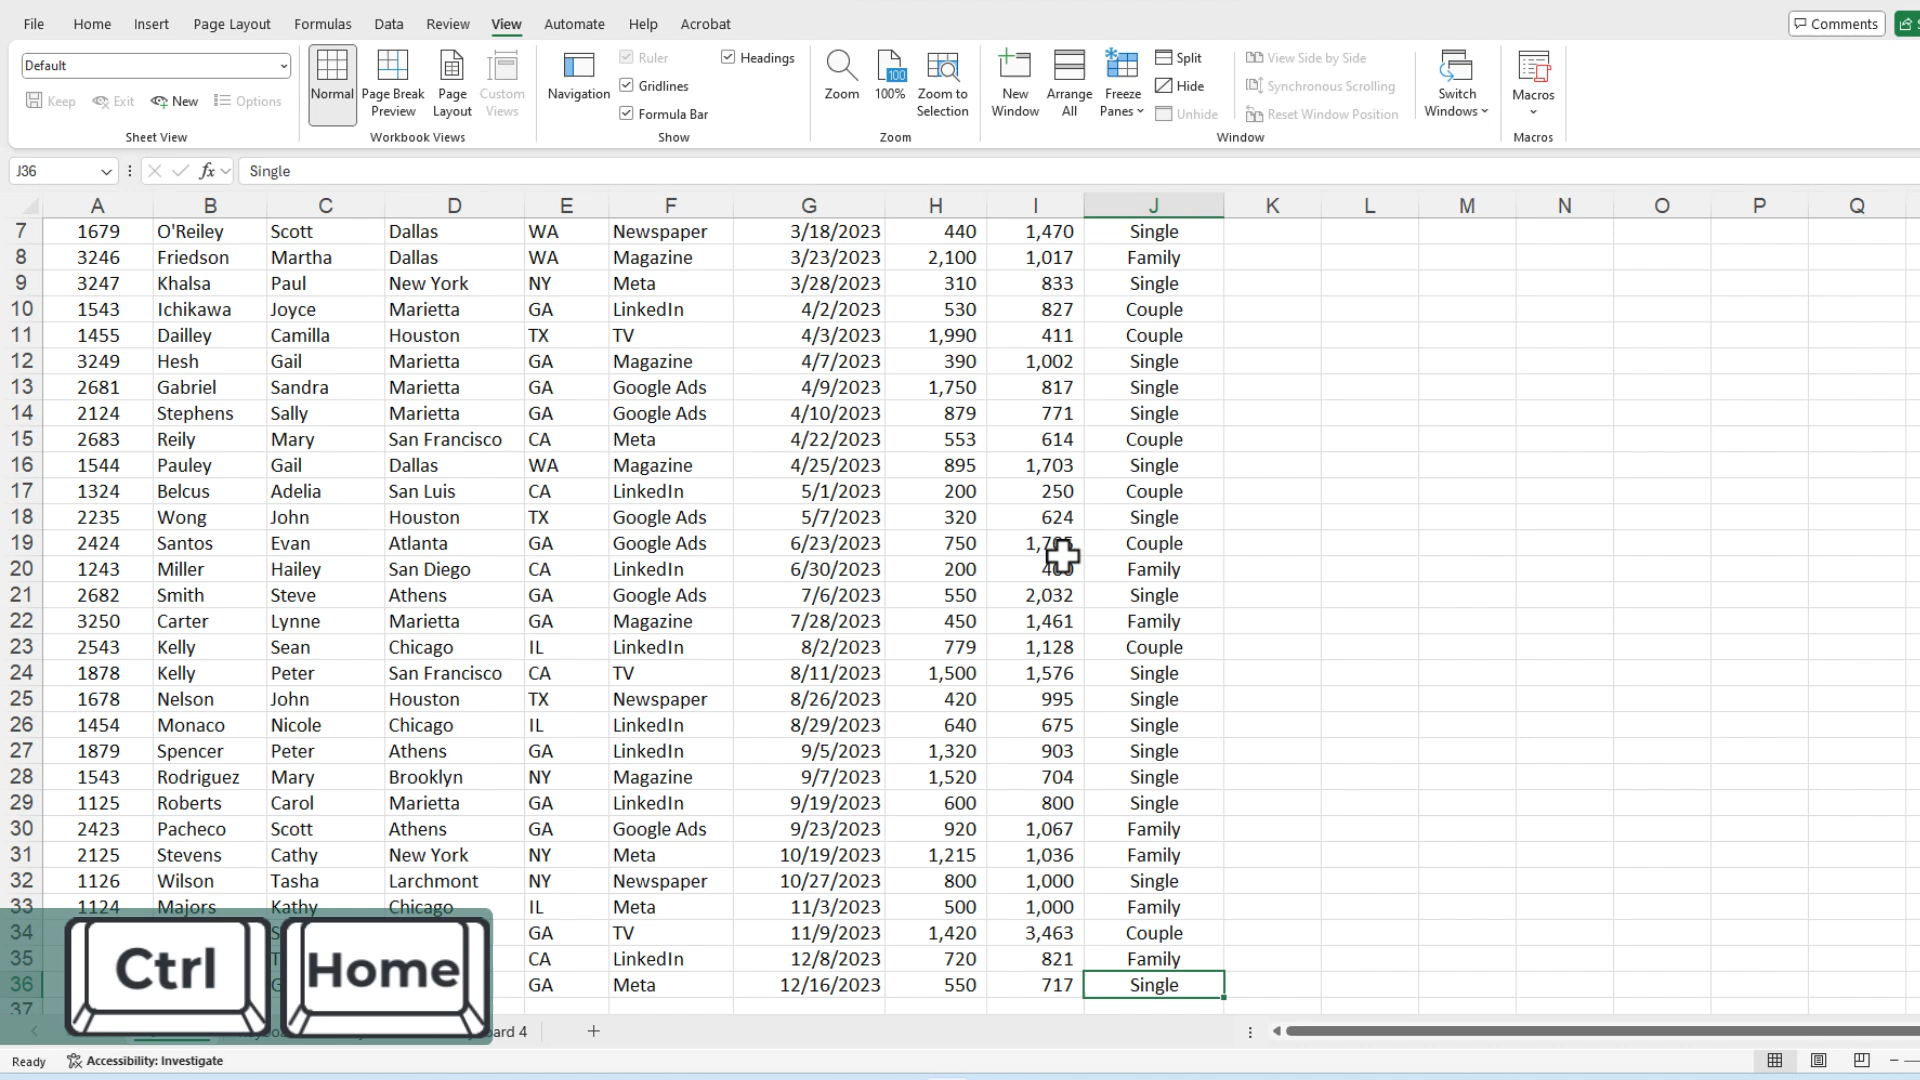 File Home Insert Page Layout Formulas Data Review View Automate Help Acrobat Comments
Default
Keep Exit New Options
Sheet View
Normal Page Break Preview Page Layout Custom Views
Workbook Views
Navigation Ruler Headings
Gridlines
Formula Bar
Show
Zoom 100% Zoom to Selection
Zoom
New Window Arrange All Freeze Panes Split Hide Unhide
View Side by Side
Synchronous Scrolling
Reset Window Position
Window
Switch Windows
Macros
Macros
J36 fx Single
A B C D E F G H I J K L M N O P Q
7 1679 O'Reiley Scott Dallas WA Newspaper 3/18/2023 440 1,470 Single
8 3246 Friedson Martha Dallas WA Magazine 3/23/2023 2,100 1,017 Family
9 3247 Khalsa Paul New York NY Meta 3/28/2023 310 833 Single
10 1543 Ichikawa Joyce Marietta GA LinkedIn 4/2/2023 530 827 Couple
11 1455 Dailley Camilla Houston TX TV 4/3/2023 1,990 411 Couple
12 3249 Hesh Gail Marietta GA Magazine 4/7/2023 390 1,002 Single
13 2681 Gabriel Sandra Marietta GA Google Ads 4/9/2023 1,750 817 Single
14 2124 Stephens Sally Marietta GA Google Ads 4/10/2023 879 771 Single
15 2683 Reily Mary San Francisco CA Meta 4/22/2023 553 614 Couple
16 1544 Pauley Gail Dallas WA Magazine 4/25/2023 895 1,703 Single
17 1324 Belcus Adelia San Luis CA LinkedIn 5/1/2023 200 250 Couple
18 2235 Wong John Houston TX Google Ads 5/7/2023 320 624 Single
19 2424 Santos Evan Atlanta GA Google Ads 6/23/2023 750 Couple
20 1243 Miller Hailey San Diego CA LinkedIn 6/30/2023 200 Family
21 2682 Smith Steve Athens GA Google Ads 7/6/2023 550 2,032 Single
22 3250 Carter Lynne Marietta GA Magazine 7/28/2023 450 1,461 Family
23 2543 Kelly Sean Chicago IL LinkedIn 8/2/2023 779 1,128 Couple
24 1878 Kelly Peter San Francisco CA TV 8/11/2023 1,500 1,576 Single
25 1678 Nelson John Houston TX Newspaper 8/26/2023 420 995 Single
26 1454 Monaco Nicole Chicago IL LinkedIn 8/29/2023 640 675 Single
27 1879 Spencer Peter Athens GA LinkedIn 9/5/2023 1,320 903 Single
28 1543 Rodriguez Mary Brooklyn NY Magazine 9/7/2023 1,520 704 Single
29 1125 Roberts Carol Marietta GA LinkedIn 9/19/2023 600 800 Single
30 2423 Pacheco Scott Athens GA Google Ads 9/23/2023 920 1,067 Family
31 2125 Stevens Cathy New York NY Meta 10/19/2023 1,215 1,036 Family
32 1126 Wilson Tasha Larchmont NY Newspaper 10/27/2023 800 1,000 Single
33 1124 Majors Kathy Chicago IL Meta 11/3/2023 500 1,000 Family
34 GA TV 11/9/2023 1,420 3,463 Couple
35 CA LinkedIn 12/8/2023 720 821 Family
36 GA Meta 12/16/2023 550 717 Single
37
Ctrl Home
4
Ready Accessibility: Investigate